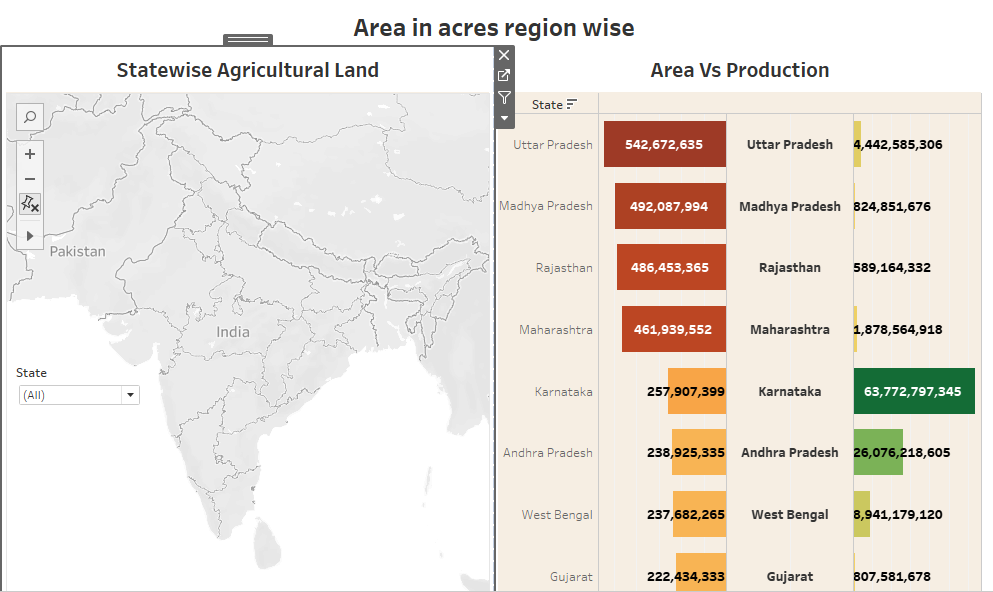 Area in acres region wise
Statewise Agricultural Land
Pakistan
India
State
(All)
Area Vs Production
State
Uttar Pradesh 542,672,635 Uttar Pradesh 4,442,585,306
Madhya Pradesh 492,087,994 Madhya Pradesh 824,851,676
Rajasthan 486,453,365 Rajasthan 589,164,332
Maharashtra 461,939,552 Maharashtra 1,878,564,918
Karnataka 257,907,399 Karnataka 63,772,797,345
Andhra Pradesh 238,925,335 Andhra Pradesh 26,076,218,605
West Bengal 237,682,265 West Bengal 8,941,179,120
Gujarat 222,434,333 Gujarat 807,581,678